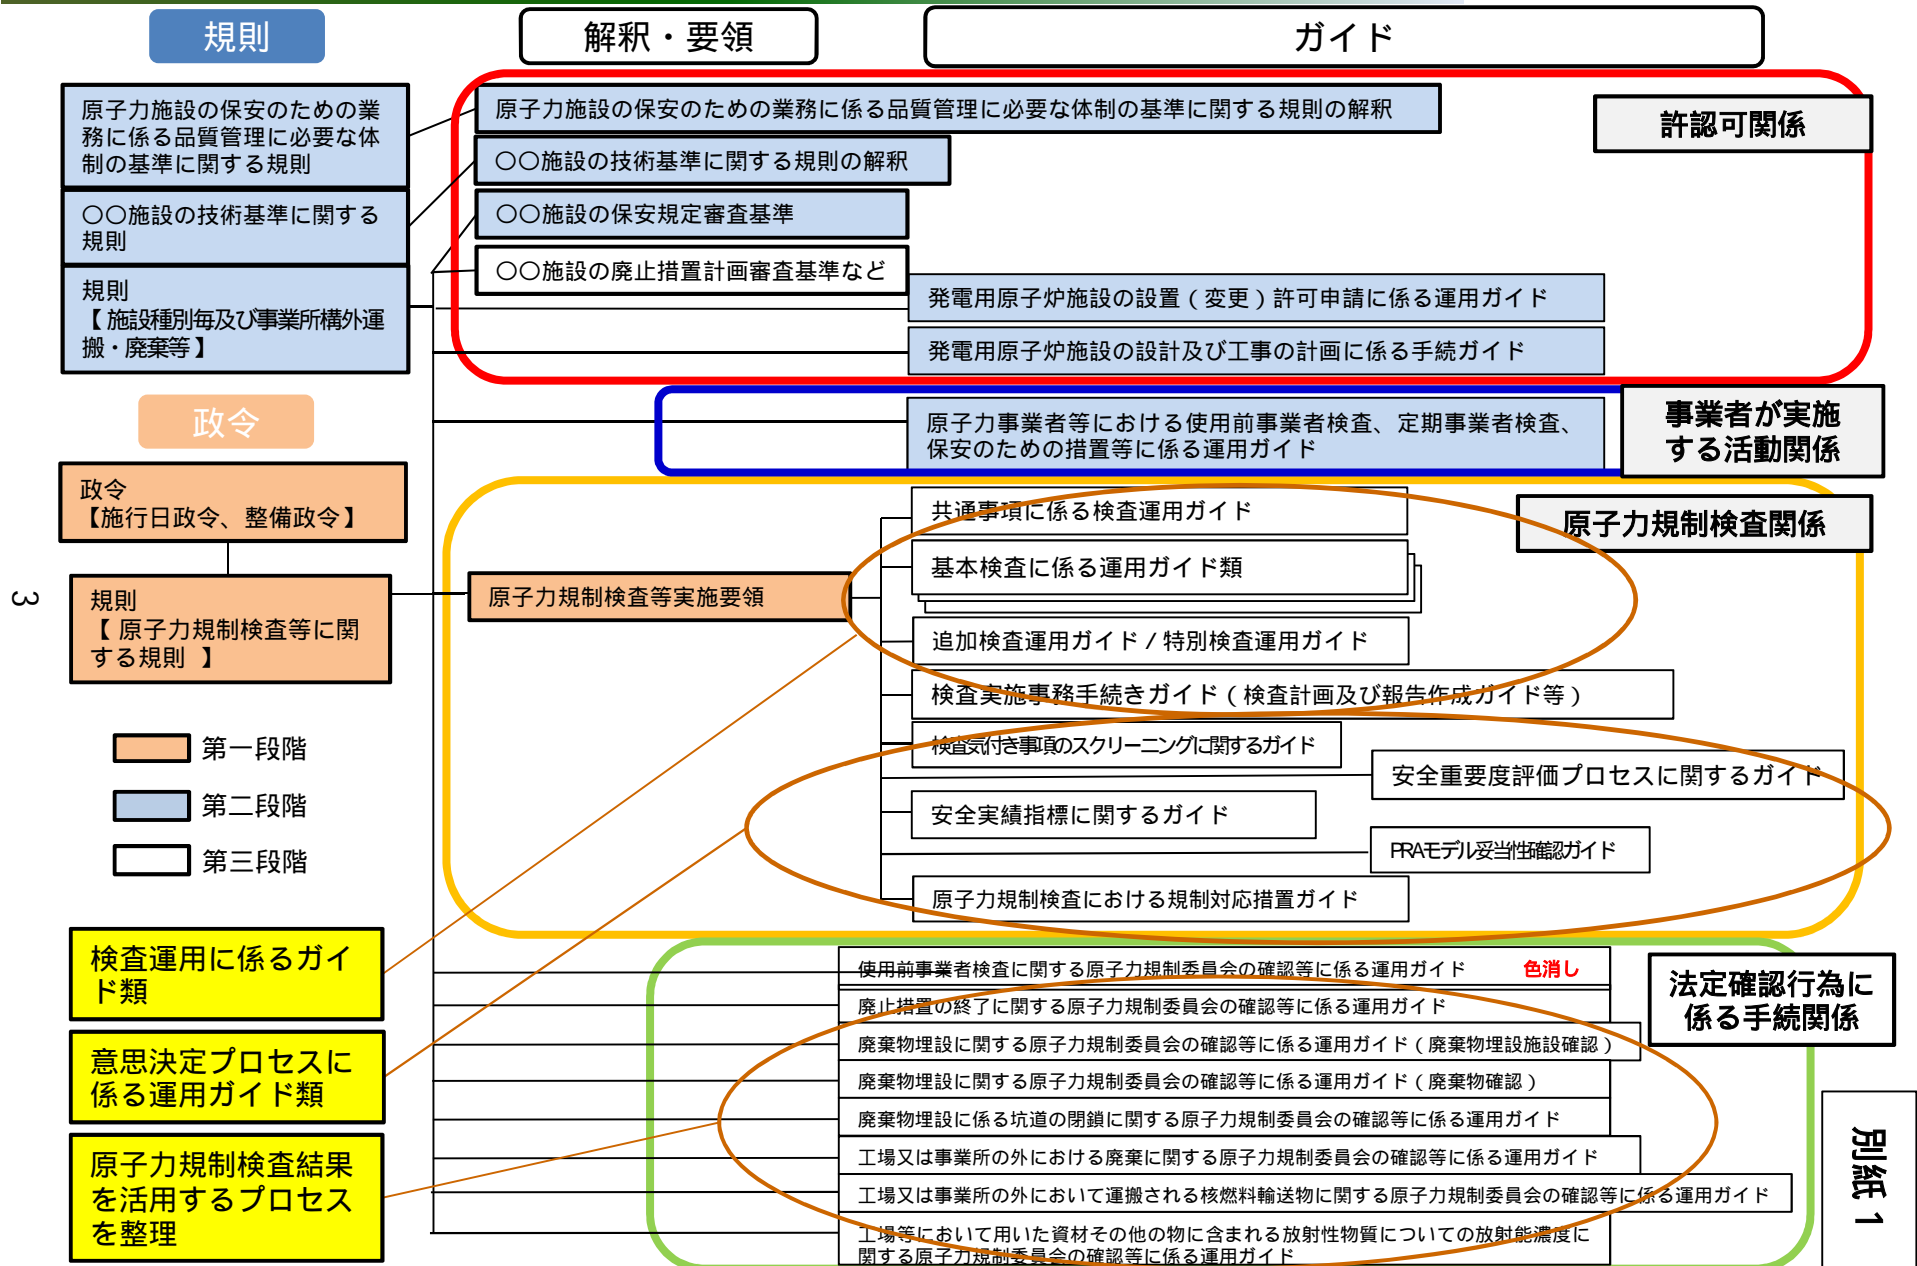 規則
解釈・要領
ガイド
原子力施設の保安のための業
務に係る品質管理に必要な体
制の基準に関する規則
〇〇施設の技術基準に関する
規則
規則
【施設種別毎及び事業所構外運
搬・廃棄等】
原子力施設の保安のための業務に係る品質管理に必要な体制の基準に関する規則の解釈
〇〇施設の技術基準に関する規則の解釈
〇〇施設の保安規定審査基準
〇〇施設の廃止措置計画審査基準など
許認可関係
発電用原子炉施設の設置（変更）許可申請に係る運用ガイド
発電用原子炉施設の設計及び工事の計画に係る手続ガイド
政令
原子力事業者等における使用前事業者検査、定期事業者検査、
保安のための措置等に係る運用ガイド
事業者が実施
する活動関係
政令
【施行日政令、整備政令】
規則
【 原子力規制検査等に関
する規則 】
原子力規制検査等実施要領
共通事項に係る検査運用ガイド
基本検査に係る運用ガイド類
追加検査運用ガイド / 特別検査運用ガイド
検査実施事務手続きガイド（検査計画及び報告作成ガイド等）
検査気付き事項のスクリーニングに関するガイド
安全重要度評価プロセスに関するガイド
安全実績指標に関するガイド
PRAモデル妥当性確認ガイド
原子力規制検査における規制対応措置ガイド
原子力規制検査関係
3
第一段階
第二段階
第三段階
検査運用に係るガイ
ド類
意思決定プロセスに
係る運用ガイド類
原子力規制検査結果
を活用するプロセス
を整理
使用前事業者検査に関する原子力規制委員会の確認等に係る運用ガイド 色消し
廃止措置の終了に関する原子力規制委員会の確認等に係る運用ガイド
廃棄物埋設に関する原子力規制委員会の確認等に係る運用ガイド（廃棄物埋設施設確認）
廃棄物埋設に関する原子力規制委員会の確認等に係る運用ガイド（廃棄物確認）
廃棄物埋設に係る坑道の閉鎖に関する原子力規制委員会の確認等に係る運用ガイド
工場又は事業所の外における廃棄に関する原子力規制委員会の確認等に係る運用ガイド
工場又は事業所の外において運搬される核燃料輸送物に関する原子力規制委員会の確認等に係る運用ガイド
工場等において用いた資材その他の物に含まれる放射性物質についての放射能濃度に
関する原子力規制委員会の確認等に係る運用ガイド
法定確認行為に
係る手続関係
別紙1